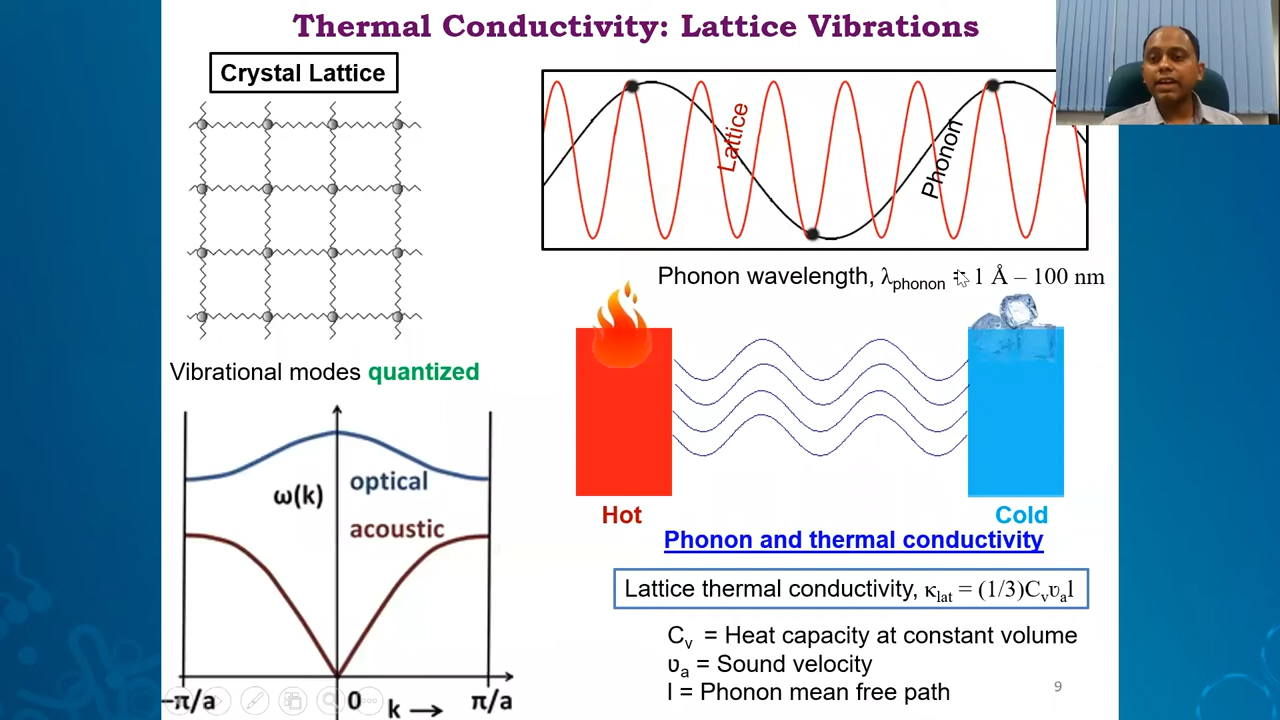 Thermal Conductivity: Lattice Vibrations
Crystal Lattice
Lattice
Phonon
Phonon wavelength, λphonon = 1 Å – 100 nm
Vibrational modes quantized
Hot
Cold
ω(k)
optical
acoustic
−π/a
0
k →
π/a
Phonon and thermal conductivity
Lattice thermal conductivity, κlat = (1/3)Cvυal
Cv = Heat capacity at constant volume
υa = Sound velocity
l = Phonon mean free path
9